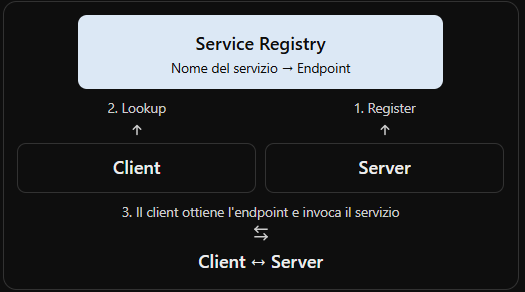 Service Registry
Nome del servizio → Endpoint
2. Lookup
1. Register
↑
↑
Client
Server
3. Il client ottiene l'endpoint e invoca il servizio
⇆
Client ↔ Server